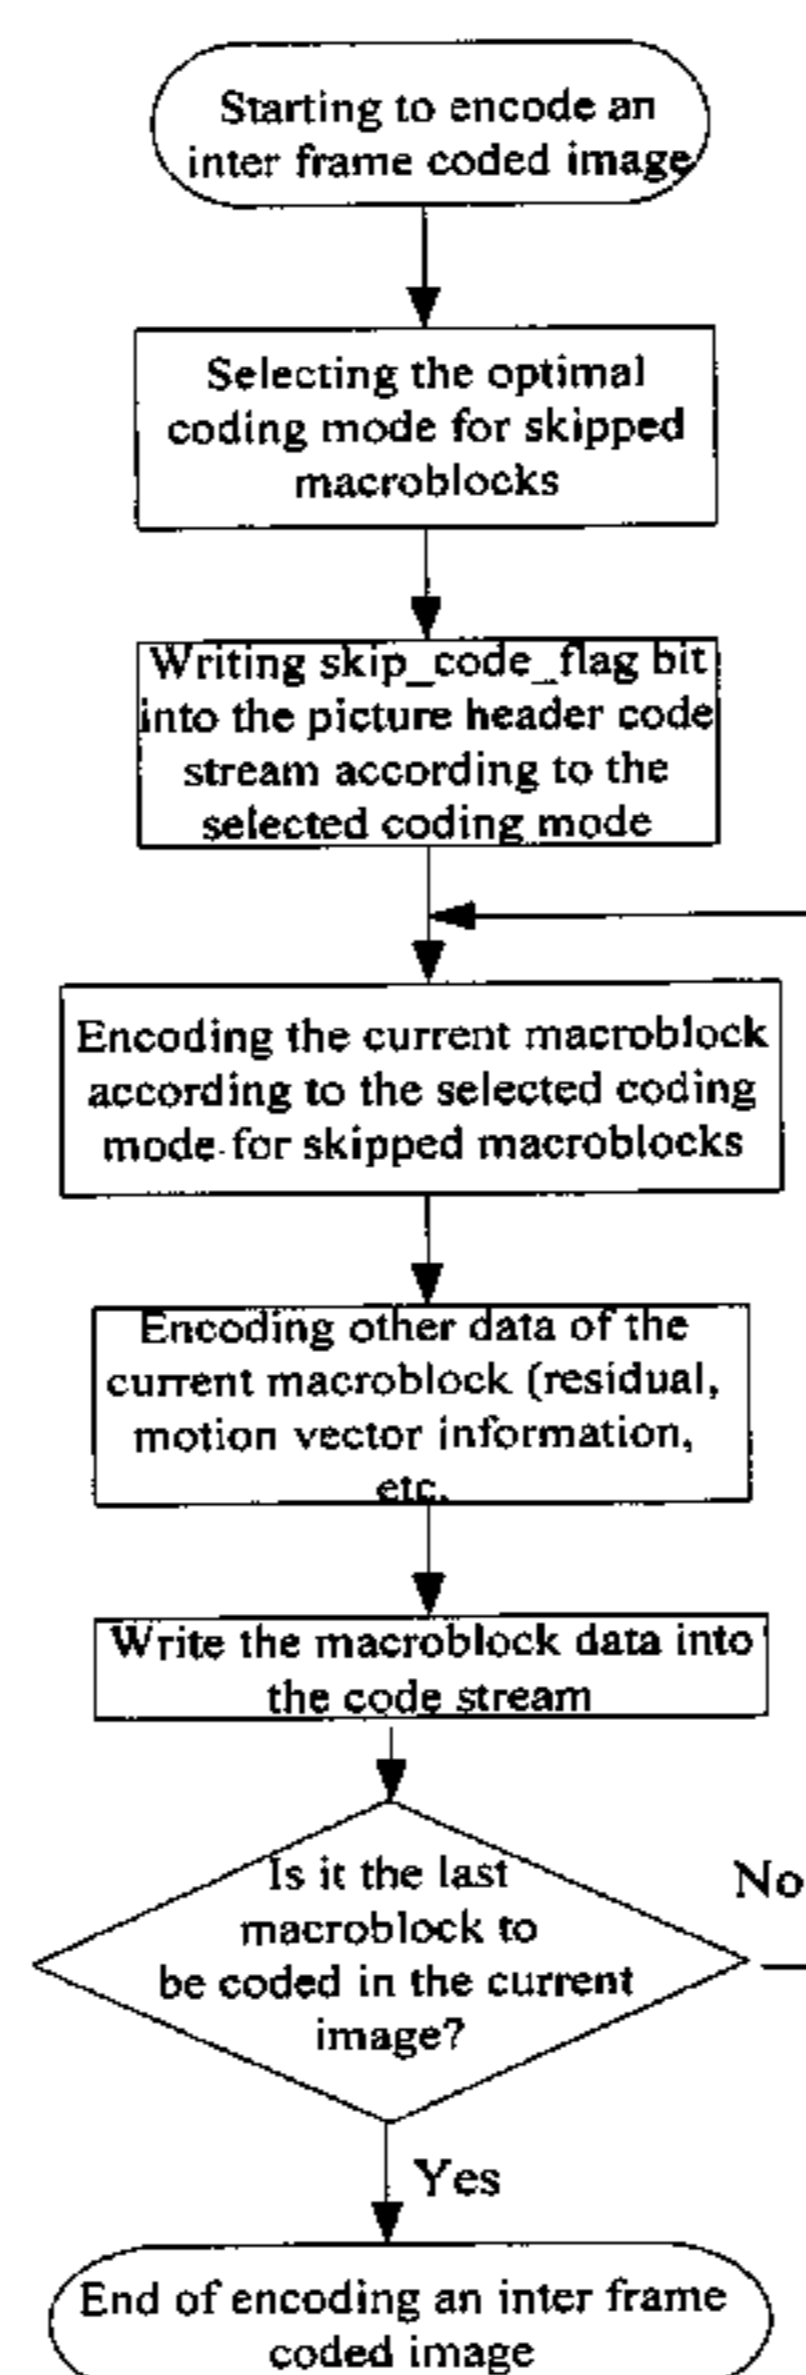 Starting to encode an
inter frame coded image
Selecting the optimal
coding mode for skipped
macroblocks
Writing skip_code_flag bit
into the picture header code
stream according to the
selected coding mode
Encoding the current macroblock
according to the selected coding
mode for skipped macroblocks
Encoding other data of the
current macroblock (residual,
motion vector information,
etc.
Write the macroblock data into
the code stream
Is it the last
macroblock to
be coded in the current
image?
No
Yes
End of encoding an inter frame
coded image